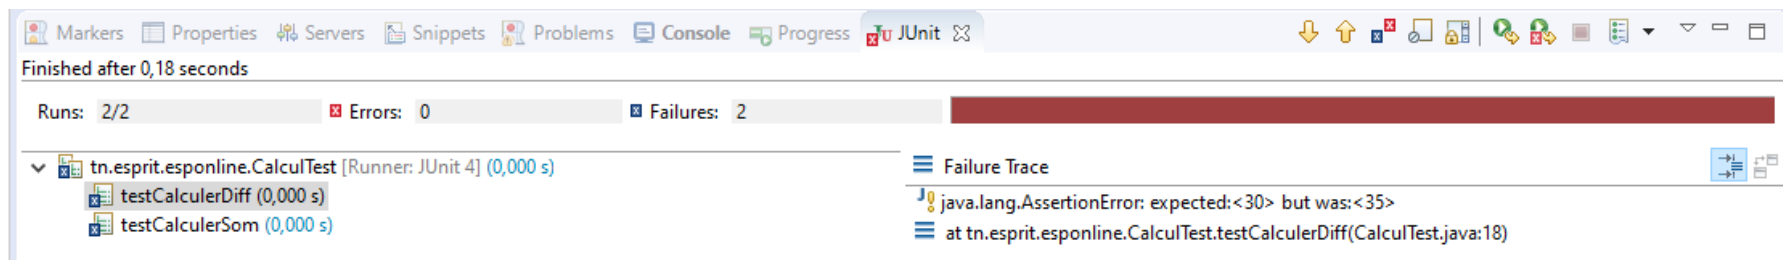 Markers Properties Servers Snippets Problems Console Progress JUnit
Finished after 0,18 seconds
Runs: 2/2 Errors: 0 Failures: 2
tn.esprit.esponline.CalculTest [Runner: JUnit 4] (0,000 s)
testCalculerDiff (0,000 s)
testCalculerSom (0,000 s)
Failure Trace
java.lang.AssertionError: expected:<30> but was:<35>
at tn.esprit.esponline.CalculTest.testCalculerDiff(CalculTest.java:18)